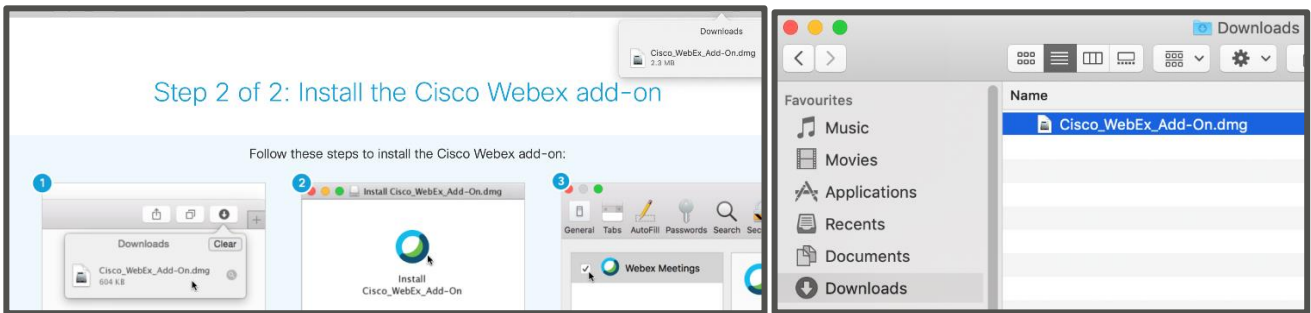 Downloads
Cisco_WebEx_Add-On.dmg
2.3 MB
Step 2 of 2: Install the Cisco Webex add-on
Follow these steps to install the Cisco Webex add-on:
1
Downloads
Clear
Cisco_WebEx_Add-On.dmg
604 KB
2
Install Cisco_WebEx_Add-On.dmg
Install
Cisco_WebEx_Add-On
3
General Tabs AutoFill Passwords Search
Webex Meetings
Downloads
Favourites
Music
Movies
Applications
Recents
Documents
Downloads
Name
Cisco_WebEx_Add-On.dmg